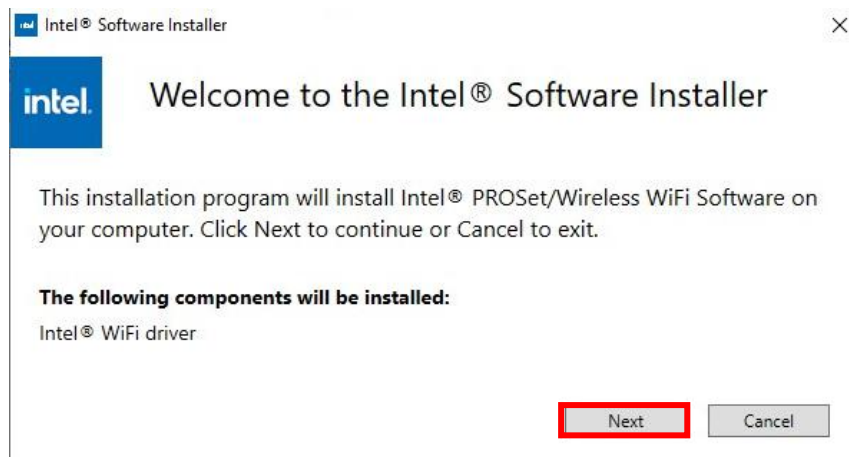 Intel® Software Installer
intel.
Welcome to the Intel® Software Installer
This installation program will install Intel® PROSet/Wireless WiFi Software on
your computer. Click Next to continue or Cancel to exit.
The following components will be installed:
Intel® WiFi driver
Next
Cancel